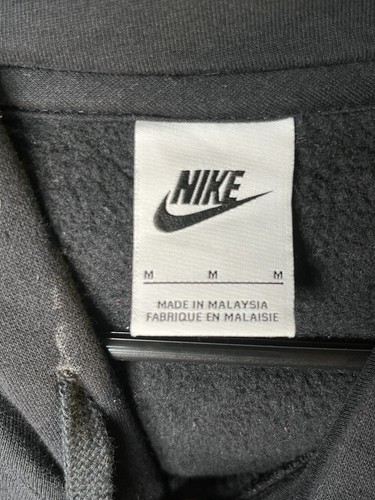 NIKE
M M M
MADE IN MALAYSIA
FABRIQUE EN MALAISIE